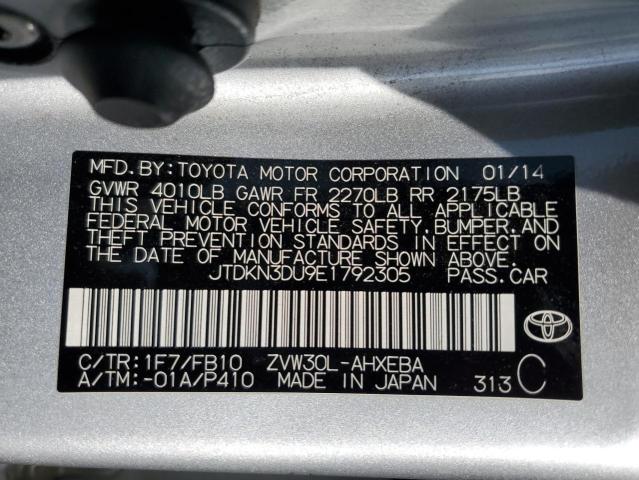 MFD.BY:TOYOTA MOTOR CORPORATION 01/14
GVWR 4010LB GAWR FR 2270LB RR 2175LB
THIS VEHICLE CONFORMS TO ALL APPLICABLE
FEDERAL MOTOR VEHICLE SAFETY,BUMPER,AND
THEFT PREVENTION STANDARDS IN EFFECT ON
THE DATE OF MANUFACTURE SHOWN ABOVE.
JTDKN3DU9E1792305 PASS.CAR
C/TR:1F7/FB10 ZVW30L-AHXEBA
A/TM:-01A/P410 MADE IN JAPAN 313 C